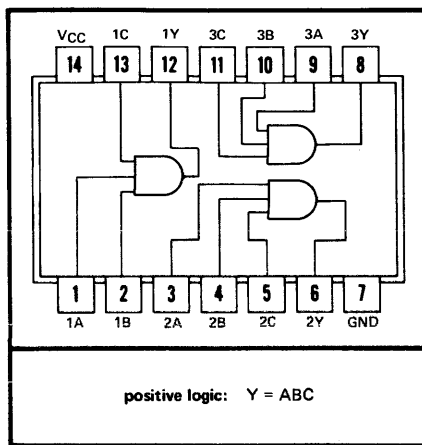 VCC 1C 1Y 3C 3B 3A 3Y
14 13 12 11 10 9 8
1 2 3 4 5 6 7
1A 1B 2A 2B 2C 2Y GND
positive logic: Y = ABC